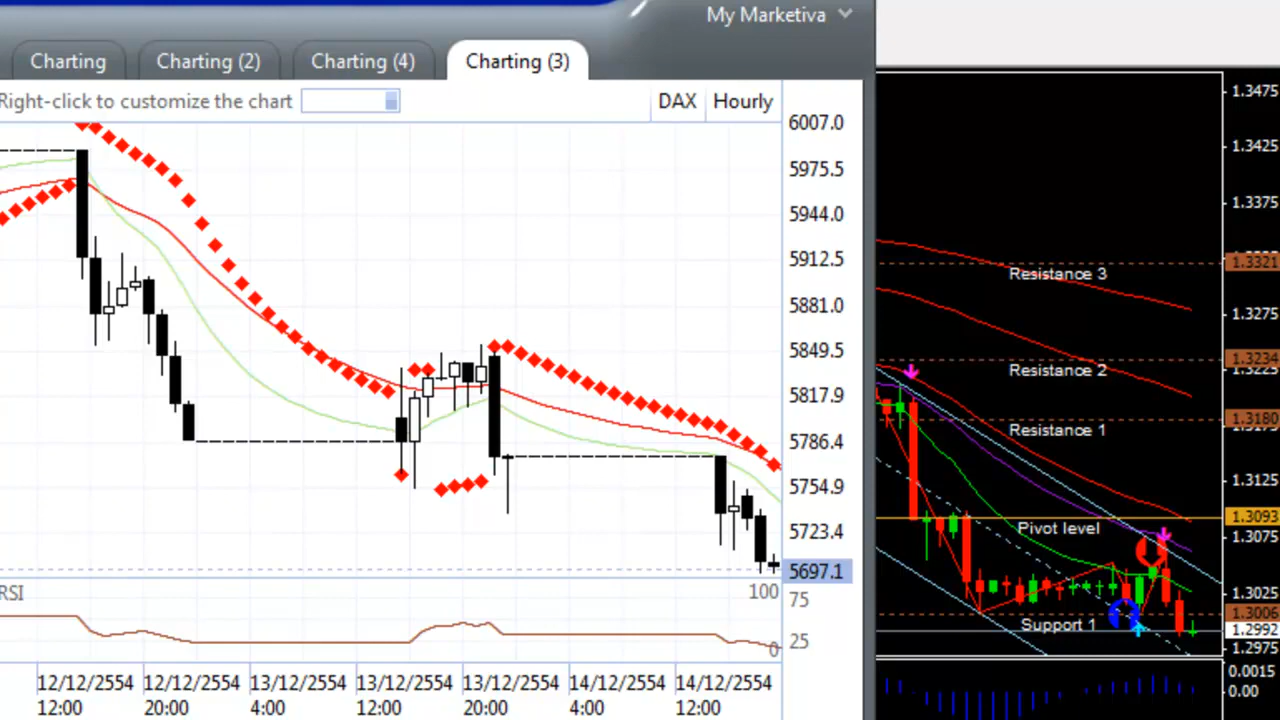 My Marketiva
Charting
Charting (2)
Charting (4)
Charting (3)
Right-click to customize the chart
DAX
Hourly
6007.0
5975.5
5944.0
5912.5
5881.0
5849.5
5817.9
5786.4
5754.9
5723.4
5697.1
RSI
100
75
25
0
12/12/2554 12/12/2554 13/12/2554 13/12/2554 13/12/2554 14/12/2554 14/12/2554
12:00 20:00 4:00 12:00 20:00 4:00 12:00
1.3475
1.3425
1.3375
1.3321
Resistance 3
1.3275
1.3234
1.3225
Resistance 2
1.3180
Resistance 1
1.3125
1.3093
Pivot level
1.3075
1.3025
1.3006
Support 1
1.2992
1.2975
0.0015
0.00